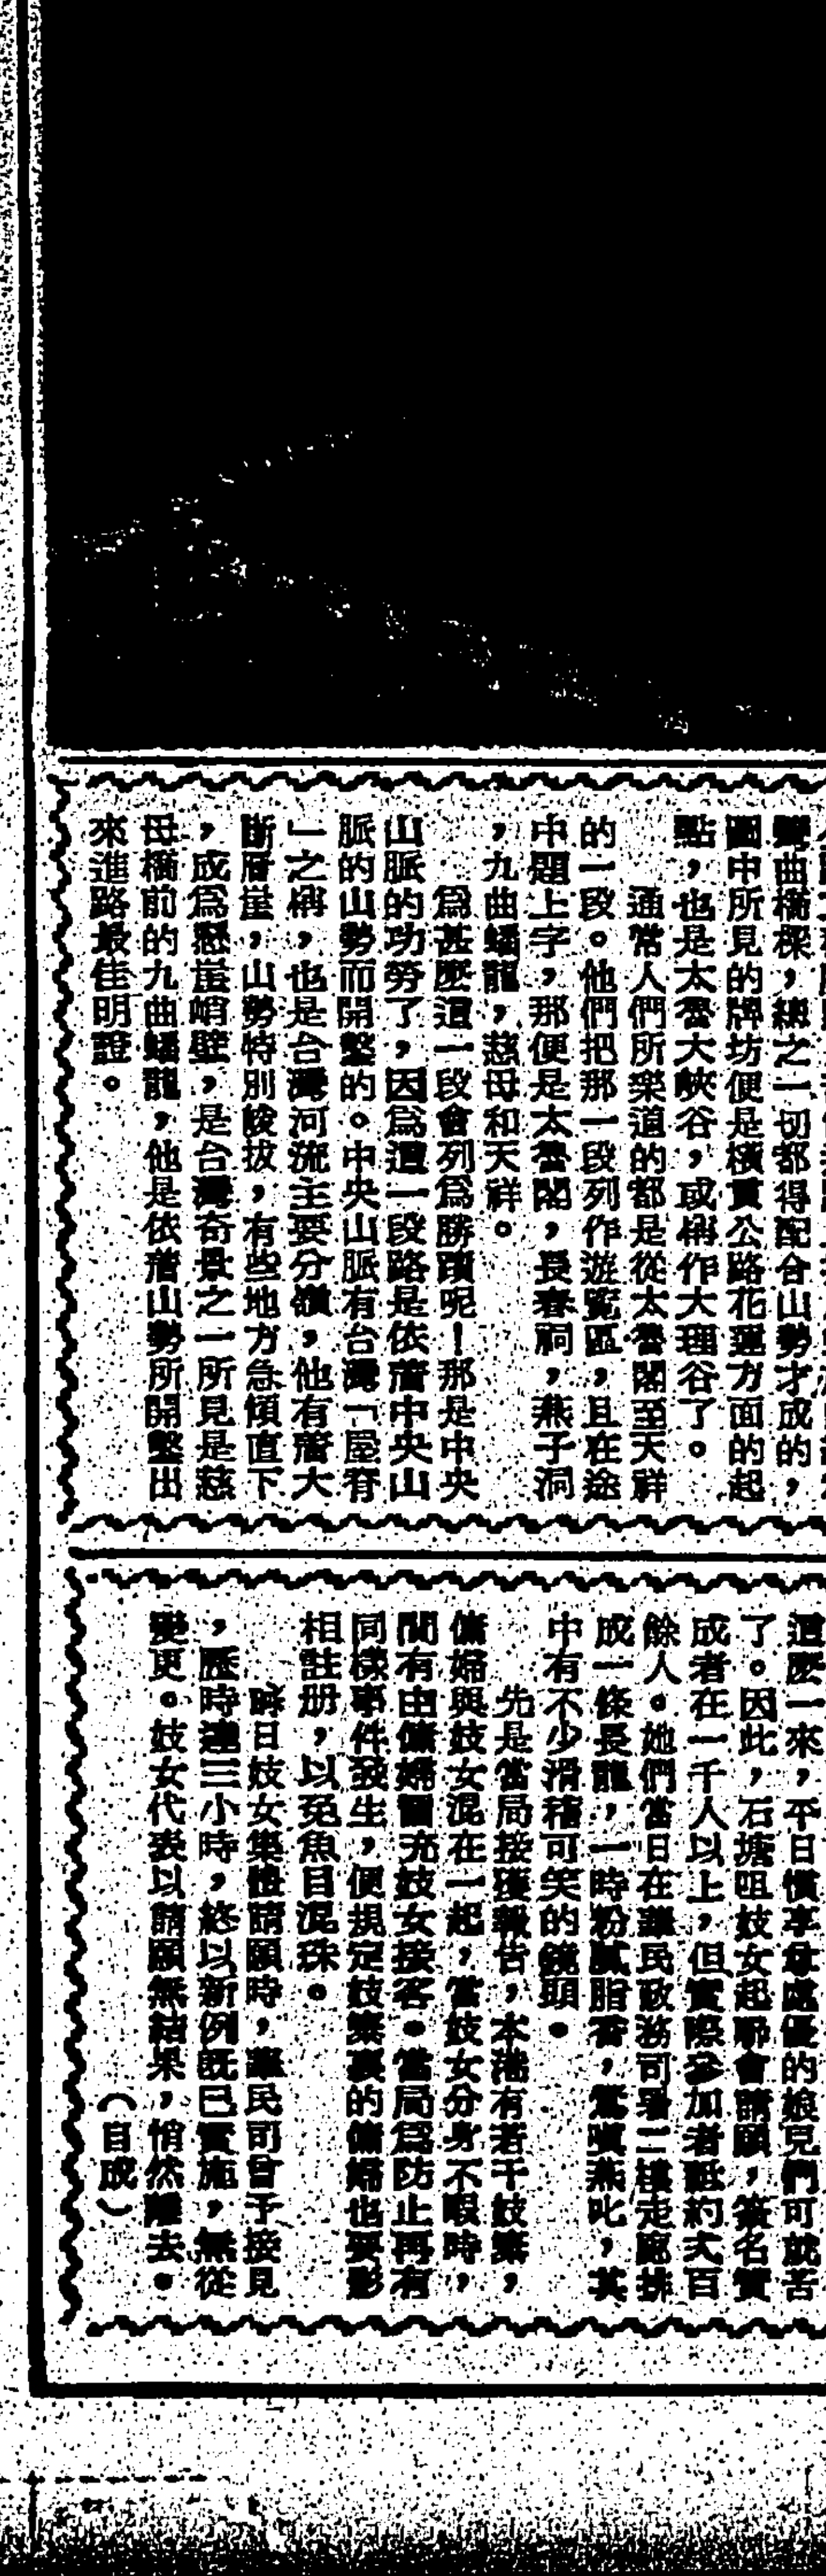 彎曲橋樑，總之一切都得配合山勢才成的，
圖中所見的牌坊便是橫貫公路花蓮方面的起
點，也是太魯大峽谷，或稱作大理谷了。
通常人們所樂道的都是從太魯閣至天祥
的一段。他們把那一段列作遊覽區，且在途
中題上字，那便是太魯閣，長春祠，燕子洞
，九曲蟠龍，慈母和天祥。
爲甚麽這一段會列爲勝蹟呢！那是中央
山脈的功勞了，因爲這一段路是依着中央山
脈的山勢而開鑿的。中央山脈有台灣「屋脊
」之稱，也是台灣河流主要分嶺，他有着大
斷層崖，山勢特別峻拔，有些地方急傾直下
，成爲懸崖峭壁，是台灣奇景之一所見是慈
母橋前的九曲蟠龍，他是依着山勢所開鑿出
來進路最佳明證。
這麽一來，平日慣享尊處優的娘兒們可就苦
了。因此，石塘咀妓女起聯會請願，簽名贊
成者在一千人以上，但實際參加者祇約六百
餘人。她們當日在華民政務司署二樓走廊排
成一條長龍，一時粉膩脂香，鶯嗔燕叱，其
中有不少滑稽可笑的鏡頭。
先是當局接獲報告，本港有若干妓寨，
傭婦與妓女混在一起，當妓女分身不暇時，
間有由傭婦冒充妓女接客。當局爲防止再有
同樣事件發生，便規定妓寨裏的傭婦也要影
相註册，以免魚目混珠。
當日妓女集體請願時，華民司曾予接見
，歷時達三小時，終以新例既已實施，無從
變更。妓女代表以請願無結果，悄然離去。
（自成）